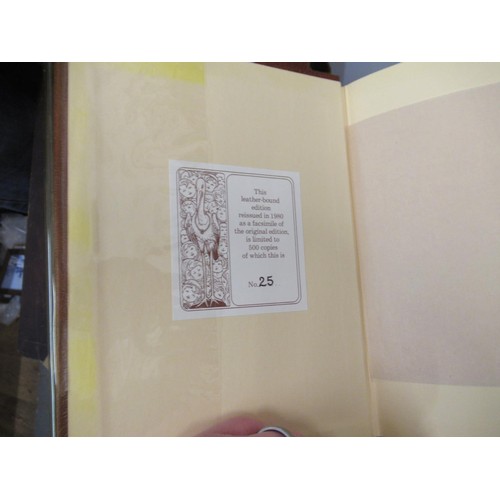 This
leather-bound
edition
reissued in 1980
as a facsimile of
the original edition,
is limited to
500 copies
of which this is
No. 25